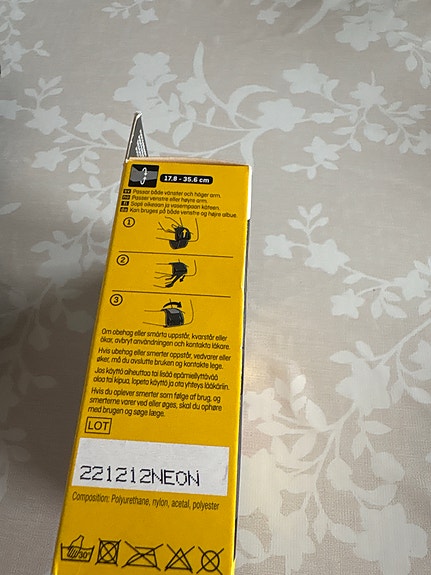 17.8 - 35.6 cm
SV Passar både vänster och höger arm.
NO Passer venstre eller høyre arm.
FI Sopii oikeaan ja vasempaan käteen.
DA Kan bruges på både venstre og højre albue.
1
2
3
Om obehag eller smärta uppstår, kvarstår eller
ökar, avbryt användningen och kontakta läkare.
Hvis ubehag eller smerter oppstår, vedvarer eller
øker, må du avslutte bruken og kontakte lege.
Jos käyttö aiheuttaa tai lisää epämiellyttävää
oloa tai kipua, lopeta käyttö ja ota yhteys lääkäriin.
Hvis du oplever smerter som følge af brug, og
smerterne varer ved eller øges, skal du ophøre
med brugen og søge læge.
LOT
221212NEON
Composition: Polyurethane, nylon, acetal, polyester
30°